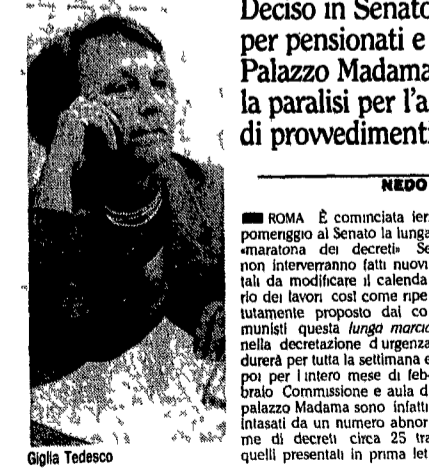 Deciso in Senato
per pensionati e
Palazzo Madama
la paralisi per l'a
di provvedimenti
NEDO
ROMA È cominciata ier
pomeriggio al Senato la lunga
«maratona dei decreti» Se
non interverranno fatti nuovi
tali da modificare il calenda
rio dei lavori così come ripe
tutamente proposto dai co
munisti questa lunga marcia
nella decretazione d urgenza
durerà per tutta la settimana e
poi per l intero mese di feb-
braio Commissione e aula d
palazzo Madama sono infatti
intasati da un numero abnor
me di decreti circa 25 tra
quelli presentati in prima let
Giglia Tedesco